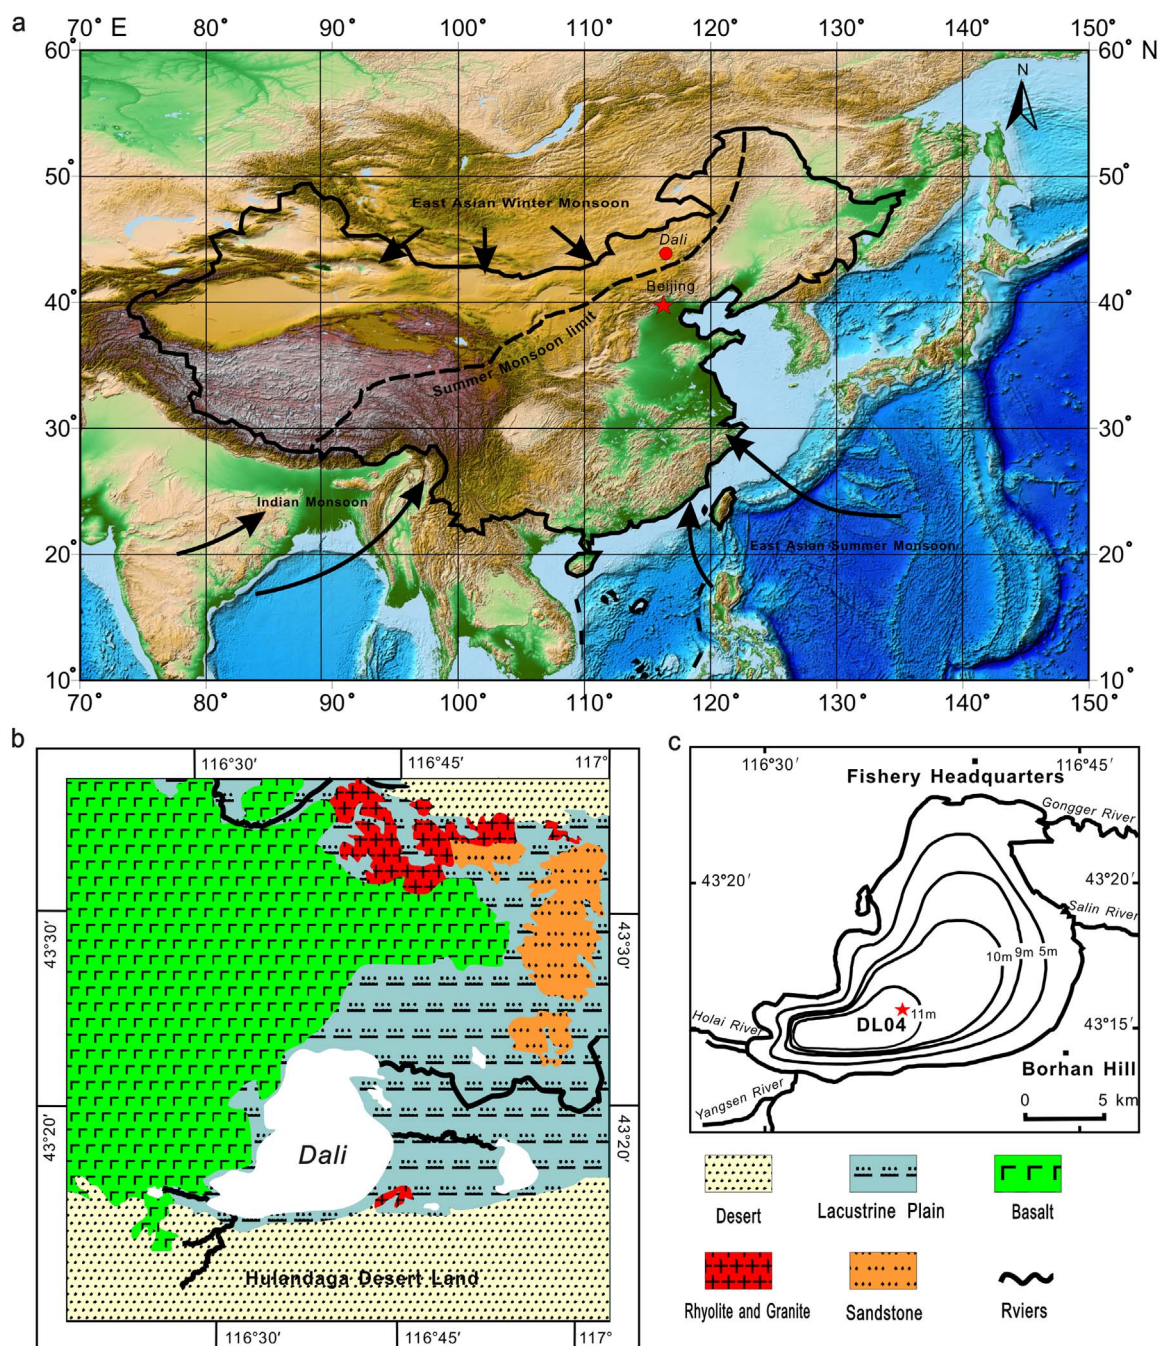 a
70° E 80° 90° 100° 110° 120° 130° 140° 150°
60° 60° N
N
50° 50°
East Asian Winter Monsoon
Dali
Beijing
40° 40°
Summer Monsoon limit
30° 30°
Indian Monsoon
East Asian Summer Monsoon
20° 20°
10° 10°
70° 80° 90° 100° 110° 120° 130° 140° 150°
b
116°30′ 116°45′ 117°
43°30′ 43°30′
43°20′ 43°20′
Dali
Hulandaga Desert Land
116°30′ 116°45′ 117°
c
116°30′ 116°45′
Fishery Headquarters
Gongger River
43°20′ 43°20′
Salin River
10m 9m 5m
11m
DL04
Holai River
43°15′
Borhan Hill
Yangsen River
0 5 km
Desert Lacustrine Plain Basalt
Rhyolite and Granite Sandstone Rviers